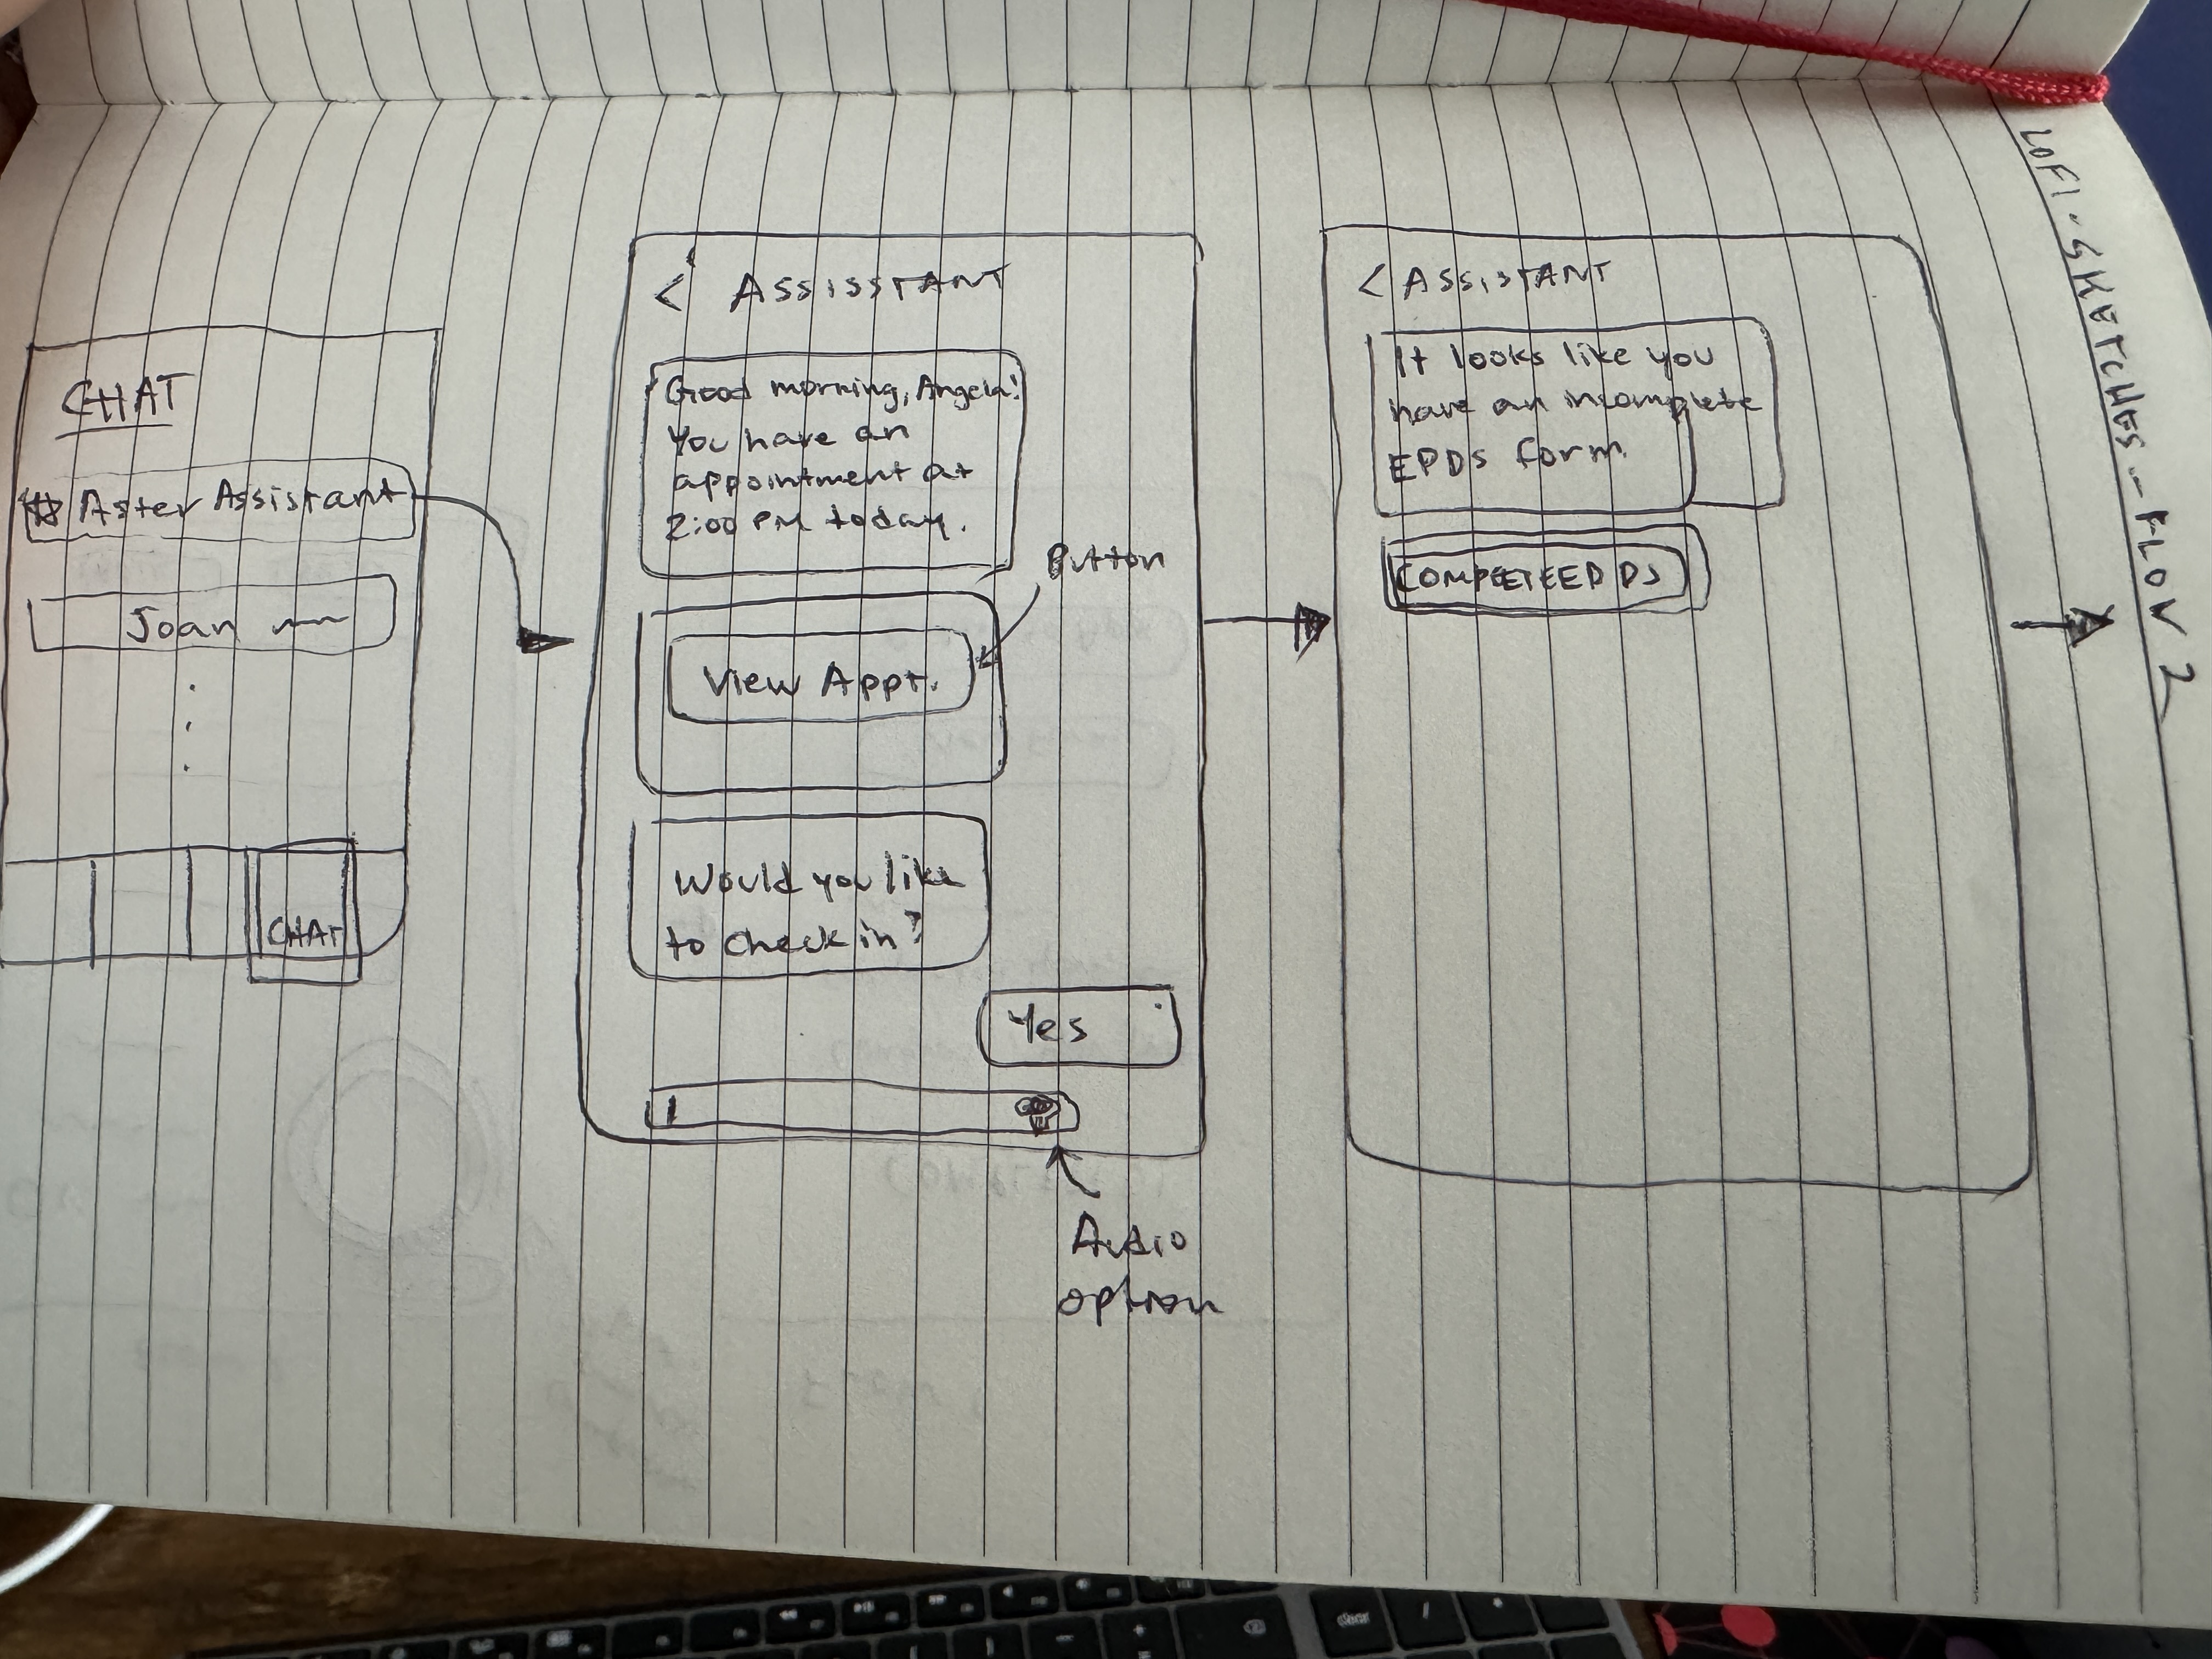 LOFI - SKETCHES - FLOW 2
CHAT
Aster Assistant
Joan
CHAT
< ASSISSTANT
Good morning, Angela!
You have an
appointment at
2:00 PM today.
Button
View Appt.
Would you like
to check in?
Yes
Audio
option
< ASSISTANT
It looks like you
have an incomplete
EPDS form.
COMPLETE EPDS